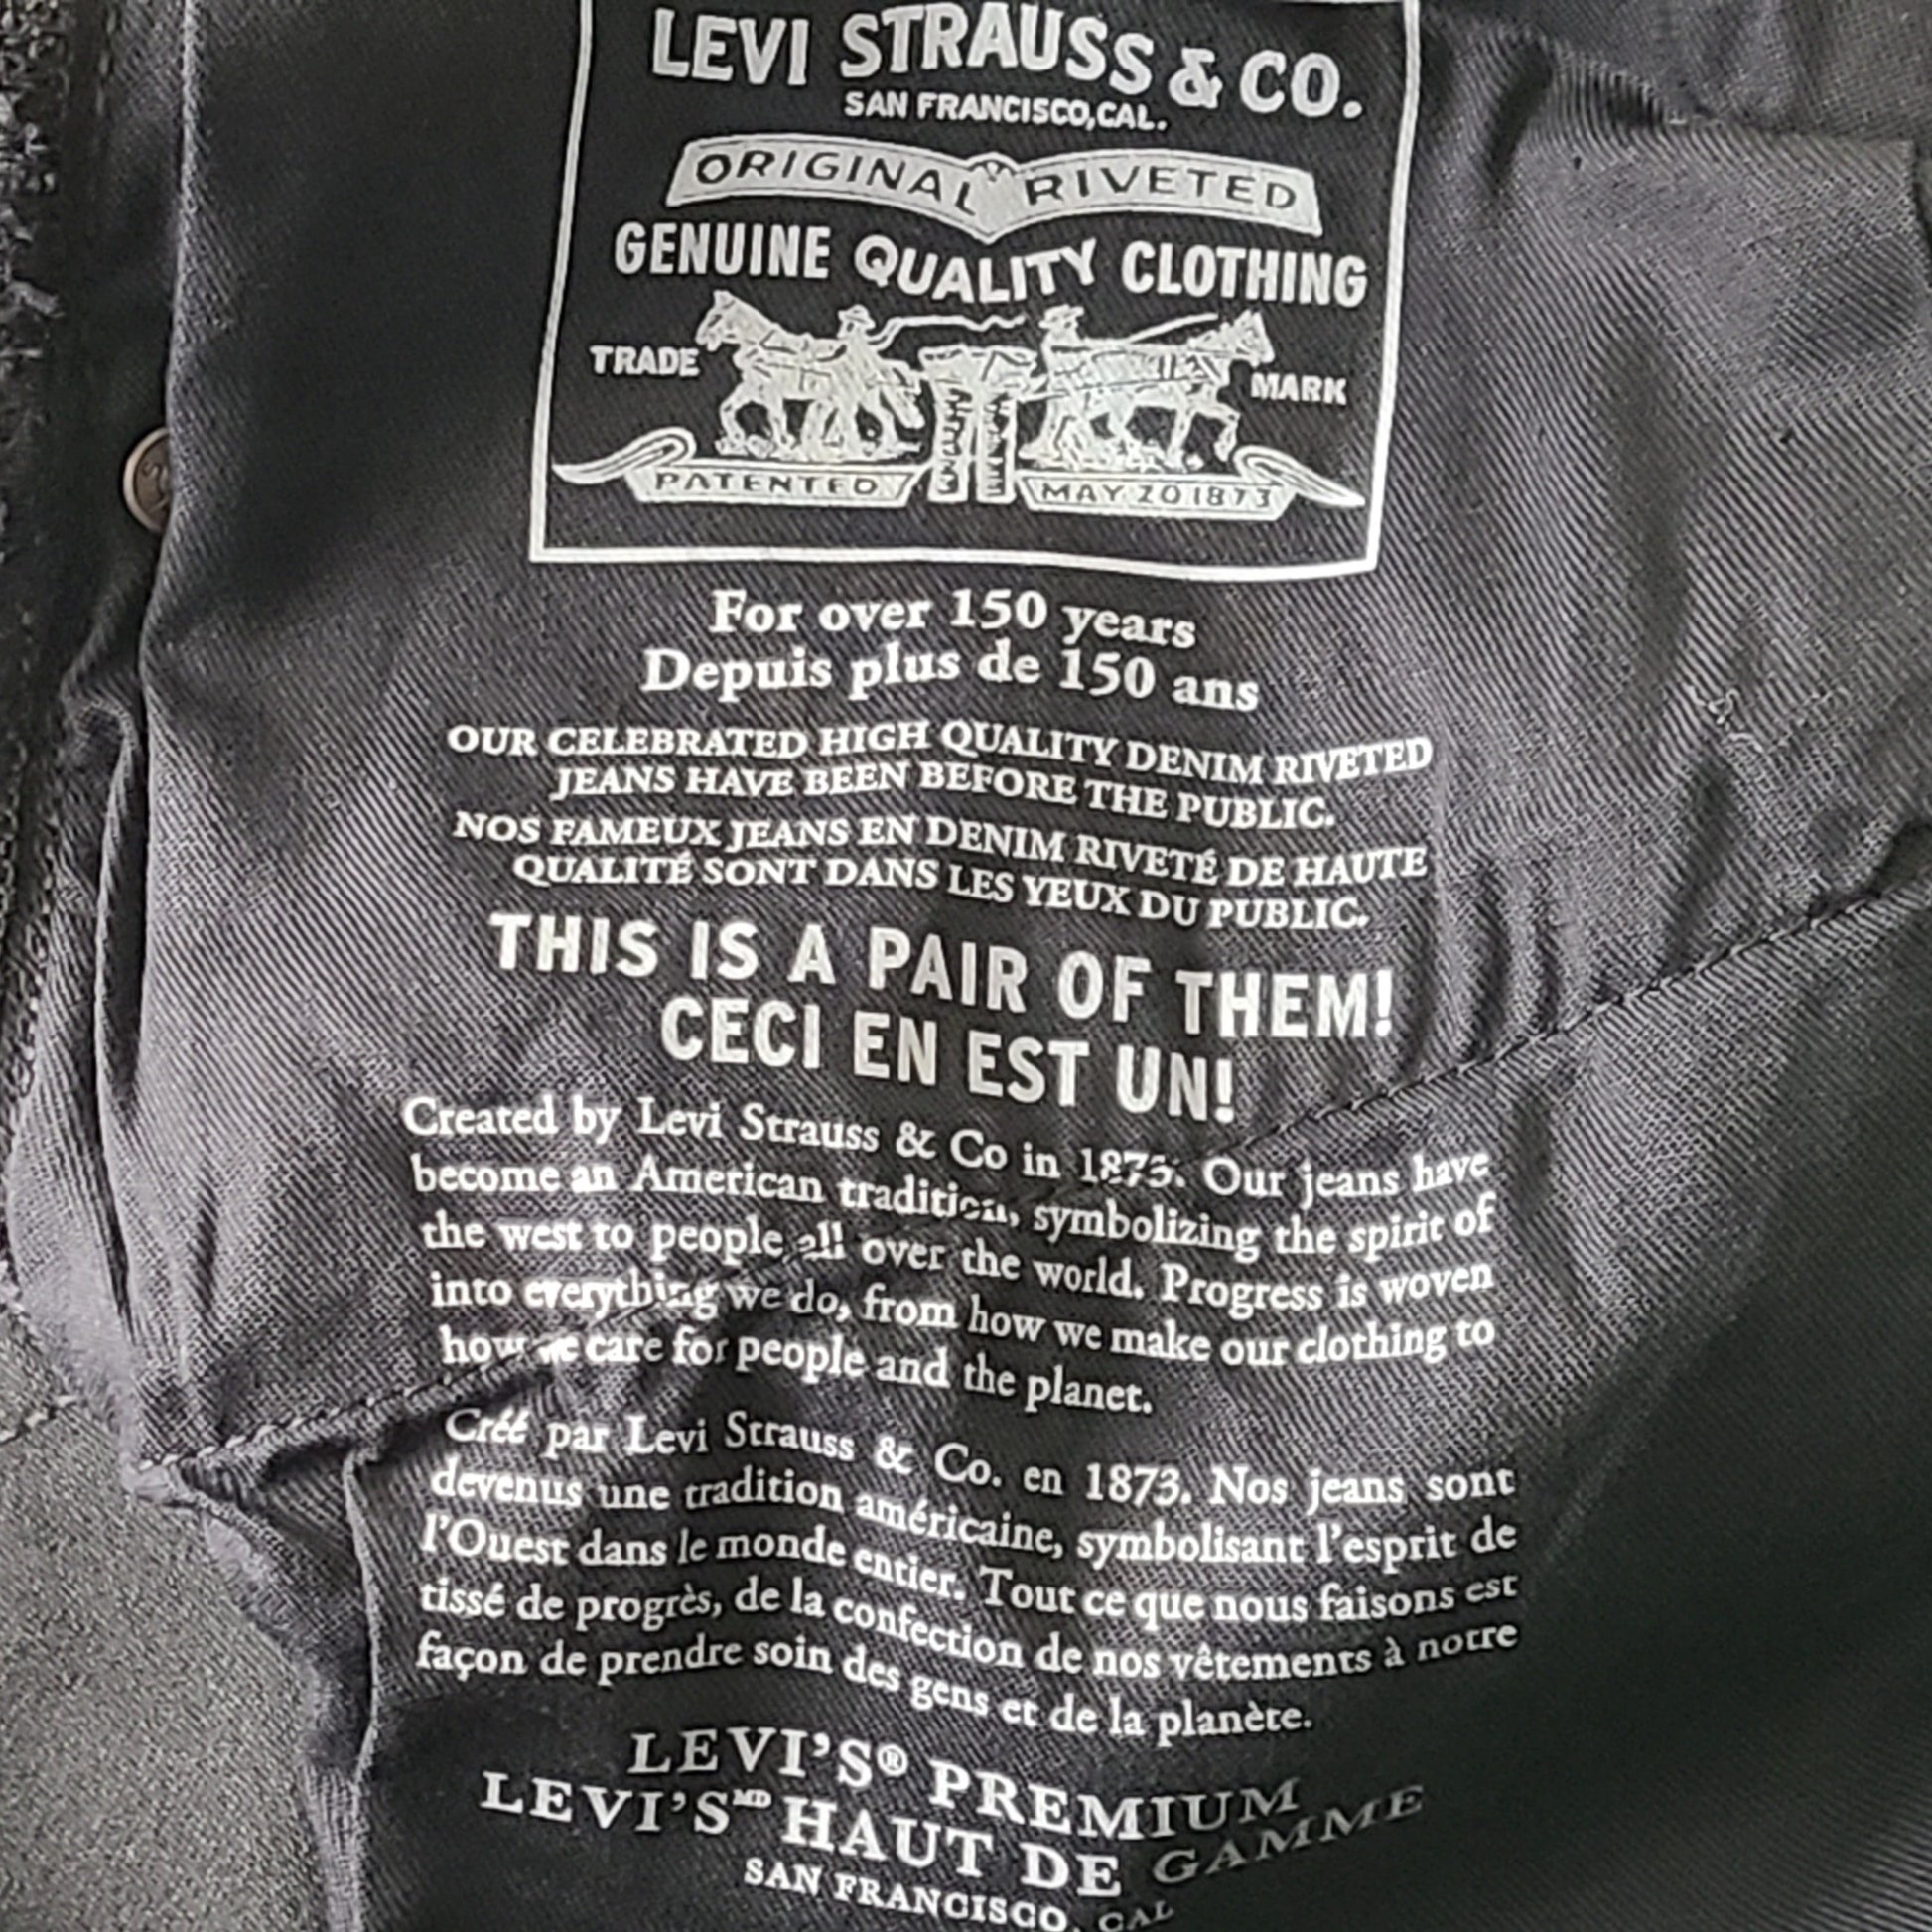 LEVI STRAUSS & CO.
SAN FRANCISCO,CAL.
ORIGINAL RIVETED
GENUINE QUALITY CLOTHING
TRADE MARK
PATENTED MAY 20 1873
For over 150 years
Depuis plus de 150 ans
OUR CELEBRATED HIGH QUALITY DENIM RIVETED
JEANS HAVE BEEN BEFORE THE PUBLIC.
NOS FAMEUX JEANS EN DENIM RIVETÉ DE HAUTE
QUALITÉ SONT DANS LES YEUX DU PUBLIC.
THIS IS A PAIR OF THEM!
CECI EN EST UN!
Created by Levi Strauss & Co in 1873. Our jeans have
become an American tradition, symbolizing the spirit of
the west to people all over the world. Progress is woven
into everything we do, from how we make our clothing to
how we care for people and the planet.
Créé par Levi Strauss & Co. en 1873. Nos jeans sont
devenus une tradition américaine, symbolisant l'esprit de
l'Ouest dans le monde entier. Tout ce que nous faisons est
tissé de progrès, de la confection de nos vêtements à notre
façon de prendre soin des gens et de la planète.
LEVI'S® PREMIUM
LEVI'S MD HAUT DE GAMME
SAN FRANCISCO, CAL